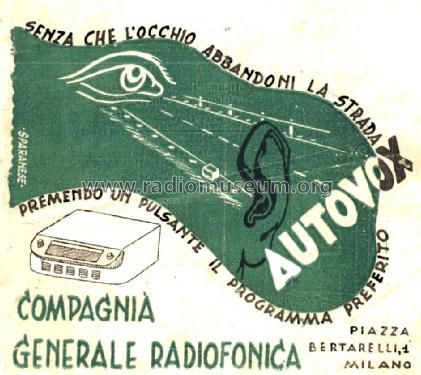 SENZA CHE L'OCCHIO ABBANDONI LA STRADA
SPARANESE
www.radiomuseum.org
AUTOVOX
PREMENDO UN PULSANTE IL PROGRAMMA PREFERITO
COMPAGNIA
GENERALE RADIOFONICA
PIAZZA
BERTARELLI,1
MILANO